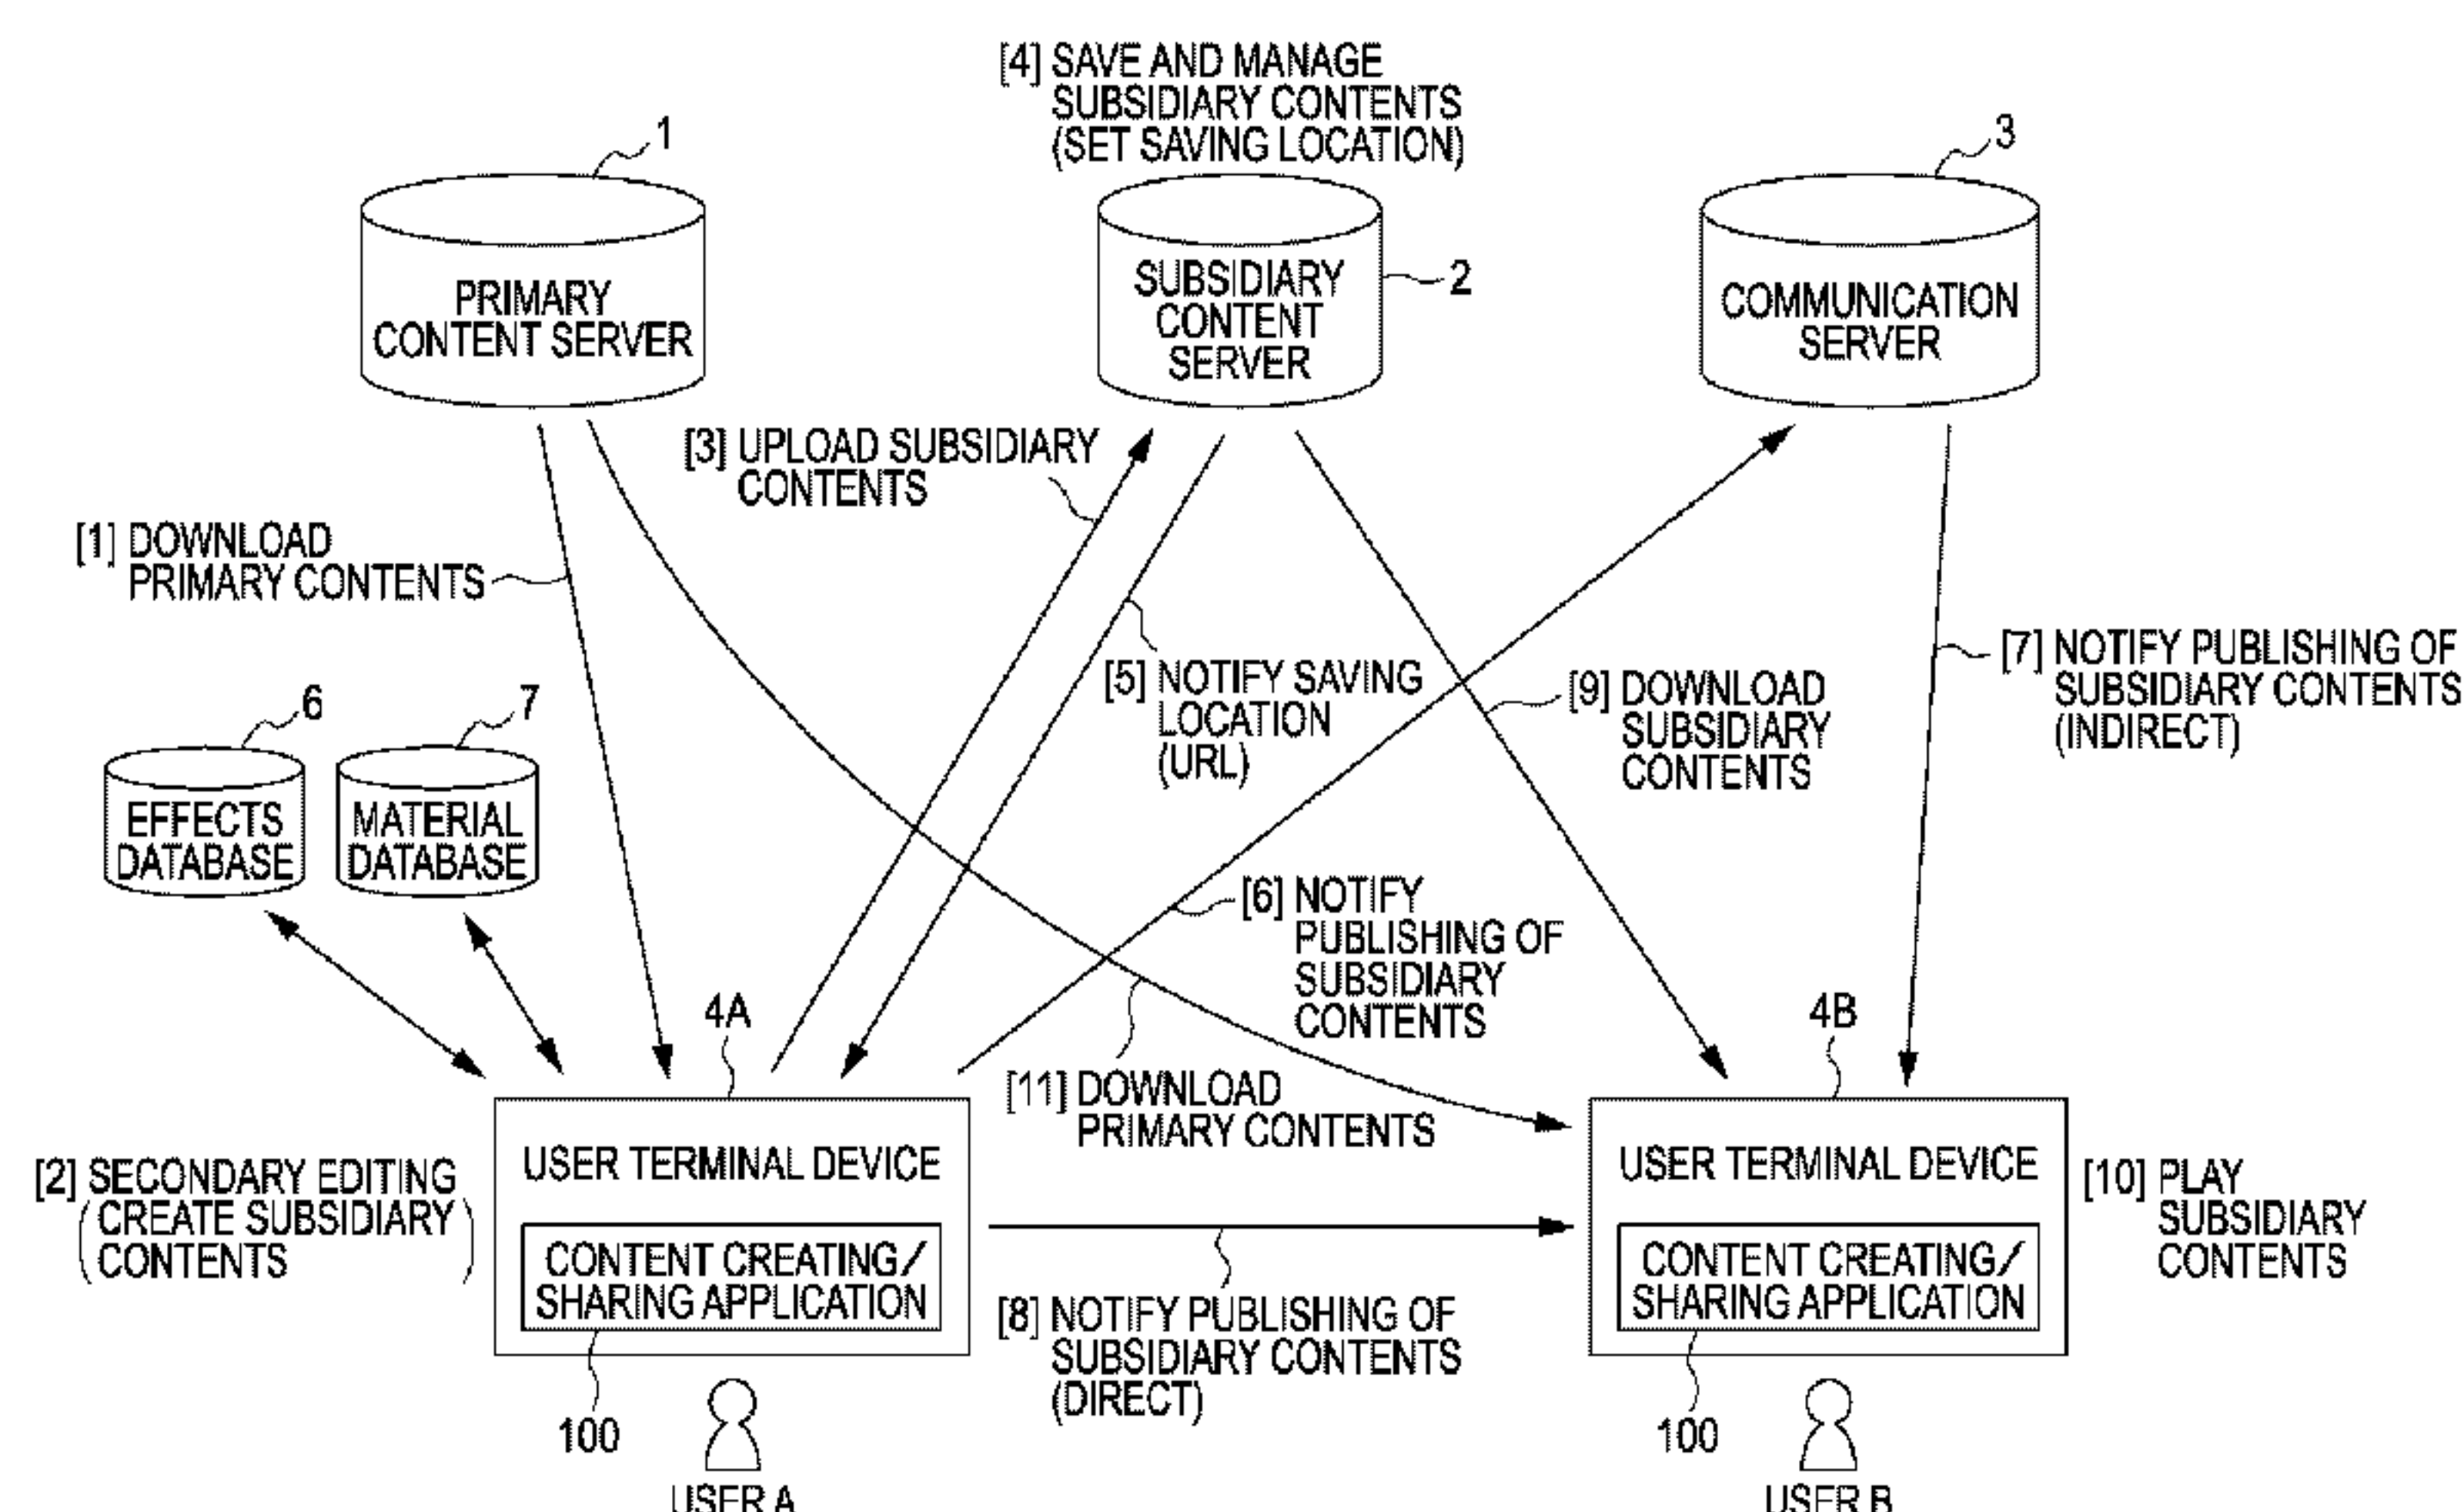 [4] SAVE AND MANAGE
SUBSIDIARY CONTENTS
(SET SAVING LOCATION)
1
3
PRIMARY
CONTENT SERVER
SUBSIDIARY
CONTENT
SERVER
2
COMMUNICATION
SERVER
[3] UPLOAD SUBSIDIARY
CONTENTS
[1] DOWNLOAD
PRIMARY CONTENTS
[5] NOTIFY SAVING
LOCATION
(URL)
[9] DOWNLOAD
SUBSIDIARY
CONTENTS
[7] NOTIFY PUBLISHING OF
SUBSIDIARY CONTENTS
(INDIRECT)
6
7
EFFECTS
DATABASE
MATERIAL
DATABASE
[6] NOTIFY
PUBLISHING OF
SUBSIDIARY
CONTENTS
4A
4B
[11] DOWNLOAD
PRIMARY CONTENTS
[2] SECONDARY EDITING
(CREATE SUBSIDIARY
CONTENTS)
USER TERMINAL DEVICE
CONTENT CREATING/
SHARING APPLICATION
100
USER A
[8] NOTIFY PUBLISHING OF
SUBSIDIARY CONTENTS
(DIRECT)
USER TERMINAL DEVICE
CONTENT CREATING/
SHARING APPLICATION
100
USER B
[10] PLAY
SUBSIDIARY
CONTENTS